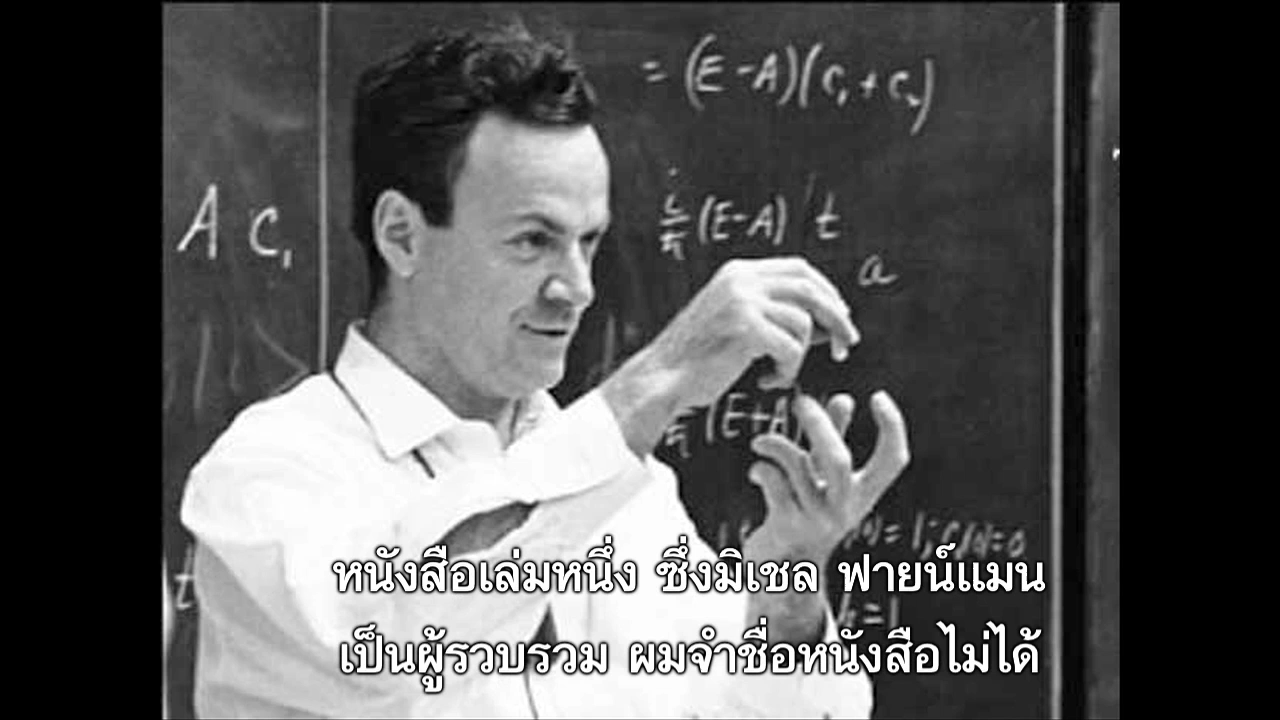 = (E-A)(C₁+C₂)
A C₁
(E-A) t
a
(E+A)
หนังสือเล่มหนึ่ง ซึ่งมิเชล ฟายน์แมน
เป็นผู้รวบรวม ผมจำชื่อหนังสือไม่ได้